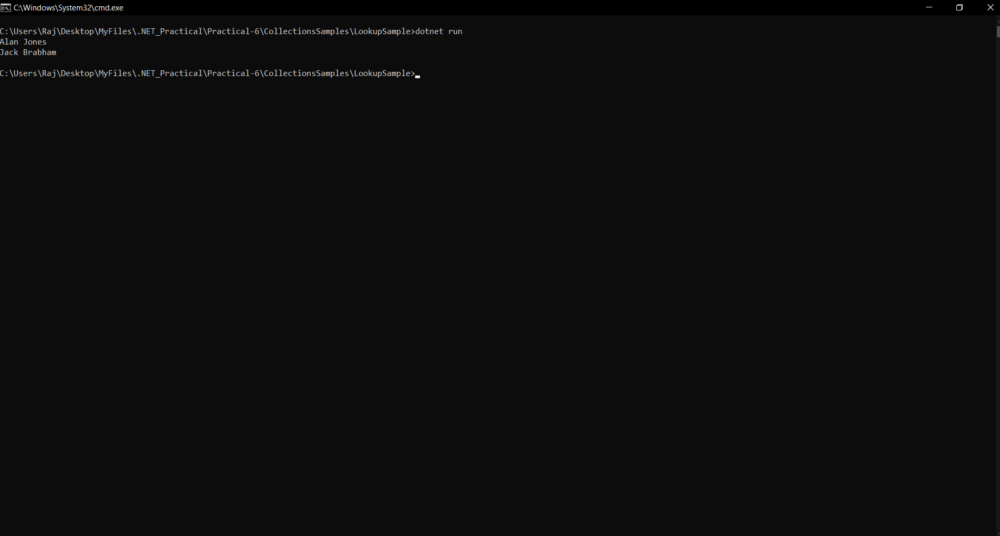 C:\Windows\System32\cmd.exe
C:\Users\Raj\Desktop\MyFiles\.NET_Practical\Practical-6\CollectionsSamples\LookupSample>dotnet run
Alan Jones
Jack Brabham
C:\Users\Raj\Desktop\MyFiles\.NET_Practical\Practical-6\CollectionsSamples\LookupSample>